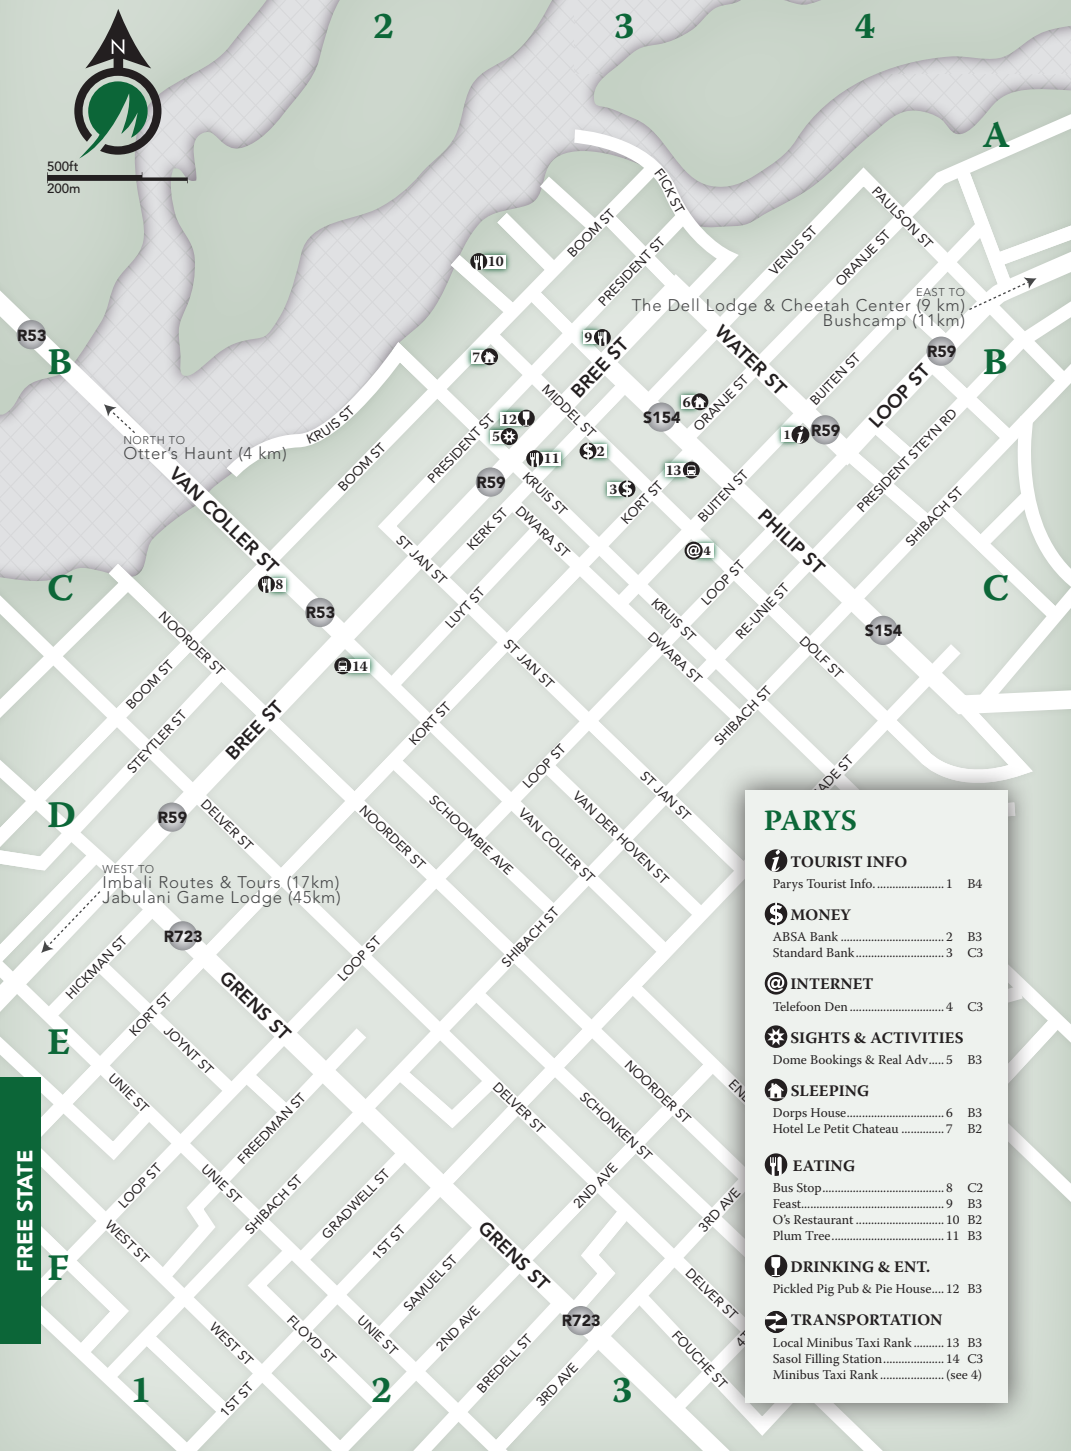 2
3
4
N
500ft
200m
A
FICK ST
PAULSON ST
BOOM ST
VENUS ST
ORANJE ST
PRESIDENT ST
10
EAST TO
The Dell Lodge & Cheetah Center (9 km)
Bushcamp (11km)
R53
B
9
BREE ST
WATER ST
R59
B
7
MIDDEL ST
6
ORANJE ST
BUITEN ST
LOOP ST
S154
12
5
1
R59
KRUIS ST
PRESIDENT ST
NORTH TO
Otter's Haunt (4 km)
BOOM ST
11
2
13
PRESIDENT STEYN RD
VAN COLLER ST
R59
KRUIS ST
3
KORT ST
BUITEN ST
SHIBACH ST
KERK ST
DWARA ST
PHILIP ST
ST JAN ST
4
C
8
LOOP ST
C
R53
LUYT ST
KRUIS ST
RE-UNIE ST
NOORDER ST
S154
DWARA ST
DOLF ST
14
ST JAN ST
BOOM ST
BREE ST
KORT ST
SHIBACH ST
STEYTLER ST
LOOP ST
ST JAN ST
ADE ST
D
R59
DELVER ST
NOORDER ST
SCHOOMBIE AVE
VAN COLLER ST
VAN DER HOVEN ST
WEST TO
Imbali Routes & Tours (17km)
Jabulani Game Lodge (45km)
R723
HICKMAN ST
LOOP ST
SHIBACH ST
GRENS ST
KORT ST
E
JOYNT ST
UNIE ST
FREEDMAN ST
DELVER ST
SCHONKEN ST
NOORDER ST
LOOP ST
UNIE ST
SHIBACH ST
GRADWELL ST
2ND AVE
3RD AVE
WEST ST
1ST ST
GRENS ST
F
SAMUEL ST
DELVER ST
R723
WEST ST
FLOYD ST
UNIE ST
2ND AVE
BREDELL ST
FOUCHE ST
1ST ST
3RD AVE
1
2
3
FREE STATE
PARYS
TOURIST INFO
Parys Tourist Info. ....................... 1 B4
MONEY
ABSA Bank .................................... 2 B3
Standard Bank............................... 3 C3
INTERNET
Telefoon Den ................................. 4 C3
SIGHTS & ACTIVITIES
Dome Bookings & Real Adv..... 5 B3
SLEEPING
Dorps House.................................. 6 B3
Hotel Le Petit Chateau .............. 7 B2
EATING
Bus Stop.......................................... 8 C2
Feast................................................. 9 B3
O's Restaurant .............................. 10 B2
Plum Tree....................................... 11 B3
DRINKING & ENT.
Pickled Pig Pub & Pie House.... 12 B3
TRANSPORTATION
Local Minibus Taxi Rank .......... 13 B3
Sasol Filling Station..................... 14 C3
Minibus Taxi Rank ...................... (see 4)